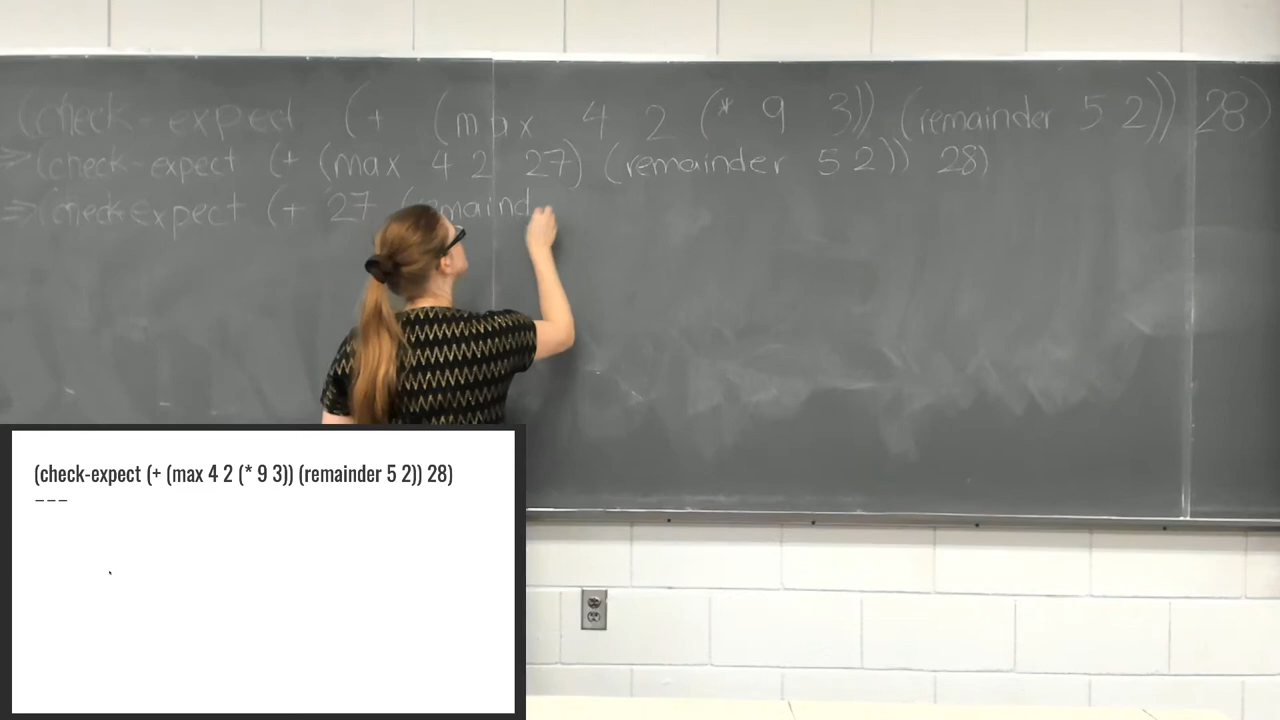 (check-expect (+ (max 4 2 (* 9 3)) (remainder 5 2)) 28)
=>(check-expect (+ (max 4 2 27) (remainder 5 2)) 28)
=>(check-expect (+ 27 (remaind
(check-expect (+ (max 4 2 (* 9 3)) (remainder 5 2)) 28)
---